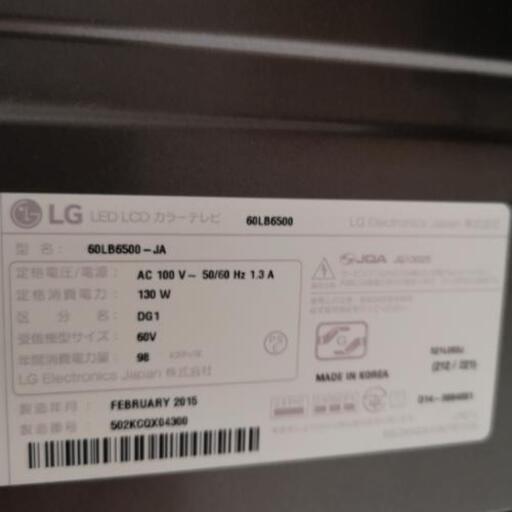 LG LED LCD カラーテレビ 60LB6500 LG Electronics Japan 株式会社
型 名 : 60LB6500-JA
定格電圧/電源 : AC 100 V~ 50/60 Hz 1.3 A
定格消費電力 : 130 W
区 分 名 : DG1
受信機型サイズ : 60V
年間消費電力量 : 98
LG Electronics Japan 株式会社
製造年月 : FEBRUARY 2015
製造番号 : 502KCQX04300
JQA
MADE IN KOREA
(212 / 221)